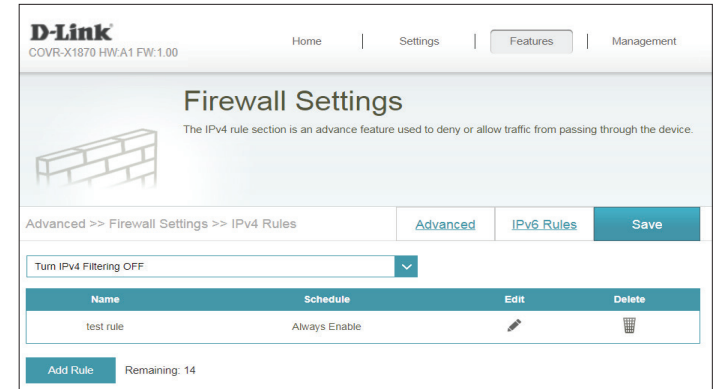 D-Link
COVR-X1870 HW:A1 FW:1.00
Home | Settings | Features | Management
Firewall Settings
The IPv4 rule section is an advance feature used to deny or allow traffic from passing through the device.
Advanced >> Firewall Settings >> IPv4 Rules Advanced IPv6 Rules Save
Turn IPv4 Filtering OFF
Name Schedule Edit Delete
test rule Always Enable
Add Rule Remaining: 14